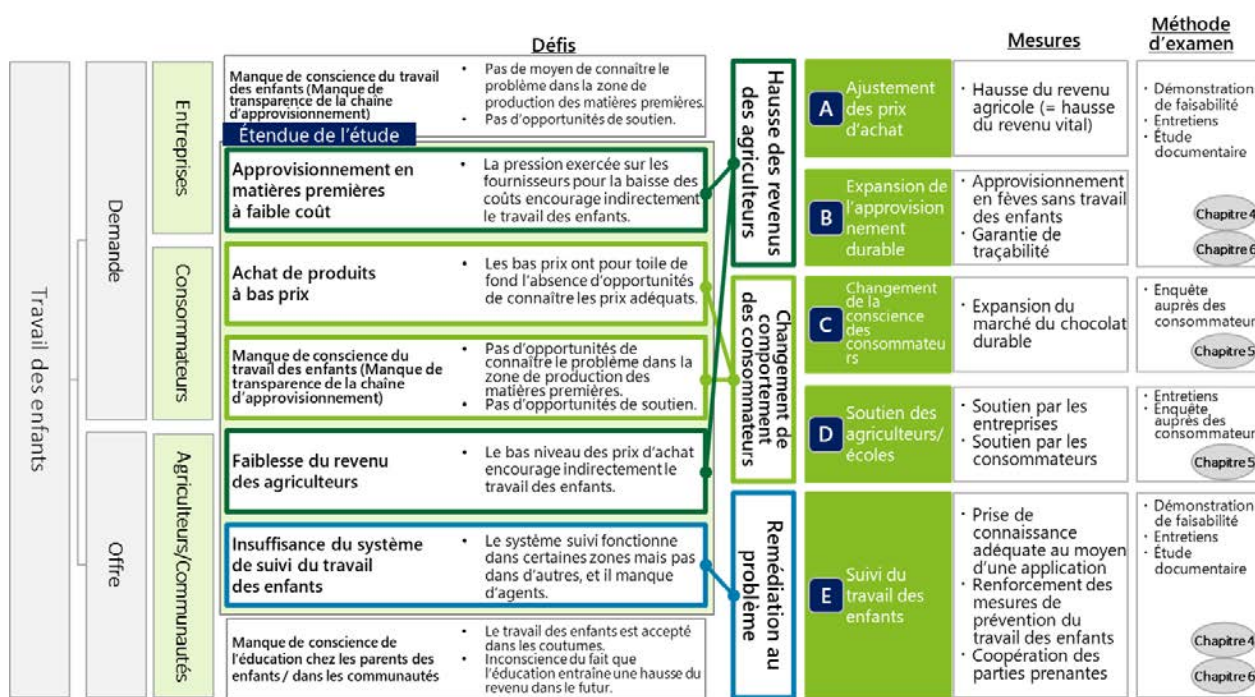 Défis
Mesures
Méthode
d'examen
Travail des enfants
Demande
Offre
Entreprises
Consommateurs
Agriculteurs/Communautés
Manque de conscience du travail
des enfants (Manque de
transparence de la chaîne
d'approvisionnement)
• Pas de moyen de connaître le
problème dans la zone de
production des matières premières.
• Pas d'opportunités de soutien.
Étendue de l'étude
Approvisionnement en
matières premières
à faible coût
• La pression exercée sur les
fournisseurs pour la baisse des
coûts encourage indirectement
le travail des enfants.
Achat de produits
à bas prix
• Les bas prix ont pour toile de
fond l'absence d'opportunités
de connaître les prix adéquats.
Manque de conscience du
travail des enfants (Manque de
transparence de la chaîne
d'approvisionnement)
• Pas d'opportunités de
connaître le problème dans la
zone de production des
matières premières.
• Pas d'opportunités de soutien.
Faiblesse du revenu
des agriculteurs
• Le bas niveau des prix d'achat
encourage indirectement le
travail des enfants.
Insuffisance du système
de suivi du travail
des enfants
• Le système suivi fonctionne
dans certaines zones mais pas
dans d'autres, et il manque
d'agents.
Manque de conscience de
l'éducation chez les parents des
enfants / dans les communautés
• Le travail des enfants est accepté
dans les coutumes.
• Inconscience du fait que
l'éducation entraîne une hausse du
revenu dans le futur.
Hausse des revenus
des agriculteurs
Changement de
comportement
des consommateurs
Remédiation au
problème
A
Ajustement
des prix
d'achat
・Hausse du revenu
agricole (= hausse
du revenu vital)
・Démonstration
de faisabilité
・Entretiens
・Étude
documentaire
B
Expansion de
l'approvision
nement
durable
・Approvisionnement
en fèves sans travail
des enfants
・Garantie de
traçabilité
Chapitre 4
Chapitre 6
C
Changement
de la
conscience
des
consommateu
rs
・Expansion du
marché du chocolat
durable
・Enquête
auprès des
consommateur
Chapitre 5
D
Soutien des
agriculteurs/
écoles
・Soutien par les
entreprises
・Soutien par les
consommateurs
・Entretiens
・Enquête
auprès des
consommateur
Chapitre 5
E
Suivi du
travail des
enfants
・Prise de
connaissance
adéquate au moyen
d'une application
・Renforcement des
mesures de
prévention du
travail des enfants
・Coopération des
parties prenantes
・Démonstration
de faisabilité
・Entretiens
・Étude
documentaire
Chapitre 4
Chapitre 6